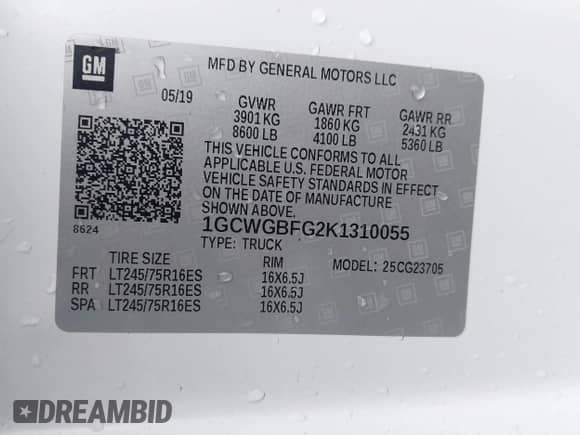 GM
MFD BY GENERAL MOTORS LLC
05/19
GVWR GAWR FRT GAWR RR
3901 KG 1860 KG 2431 KG
8600 LB 4100 LB 5360 LB
THIS VEHICLE CONFORMS TO ALL
APPLICABLE U.S. FEDERAL MOTOR
VEHICLE SAFETY STANDARDS IN EFFECT
ON THE DATE OF MANUFACTURE
SHOWN ABOVE.
8624
1GCWGBFG2K1310055
TYPE: TRUCK
TIRE SIZE RIM MODEL: 25CG23705
FRT LT245/75R16ES 16X6.5J
RR LT245/75R16ES 16X6.5J
SPA LT245/75R16ES 16X6.5J
DREAMBID